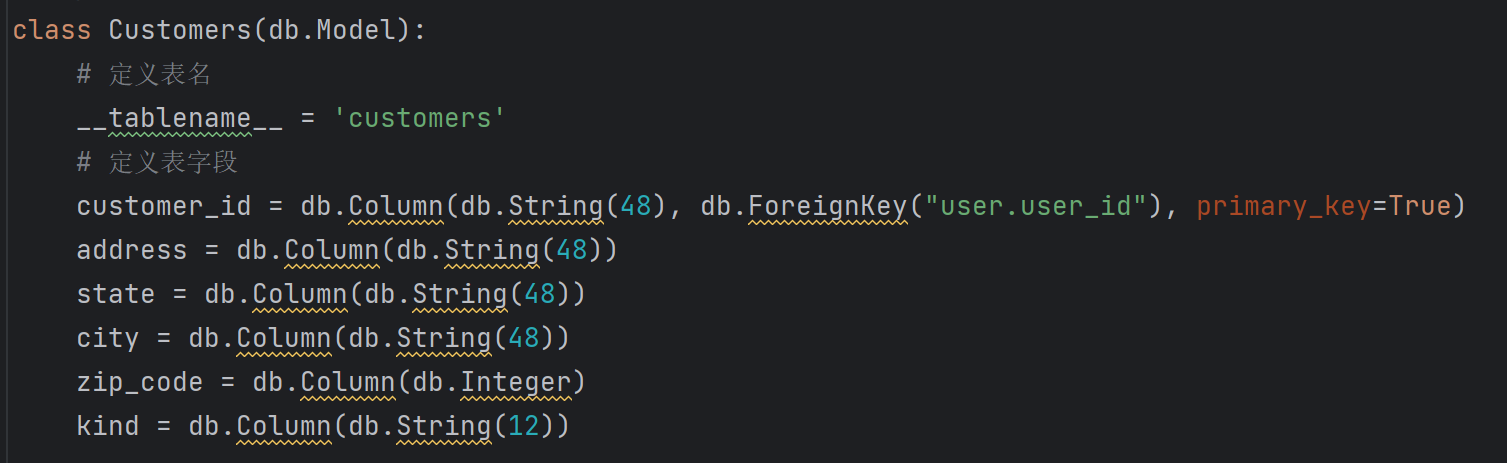 class Customers(db.Model):
    # 定义表名
    __tablename__ = 'customers'
    # 定义表字段
    customer_id = db.Column(db.String(48), db.ForeignKey("user.user_id"), primary_key=True)
    address = db.Column(db.String(48))
    state = db.Column(db.String(48))
    city = db.Column(db.String(48))
    zip_code = db.Column(db.Integer)
    kind = db.Column(db.String(12))